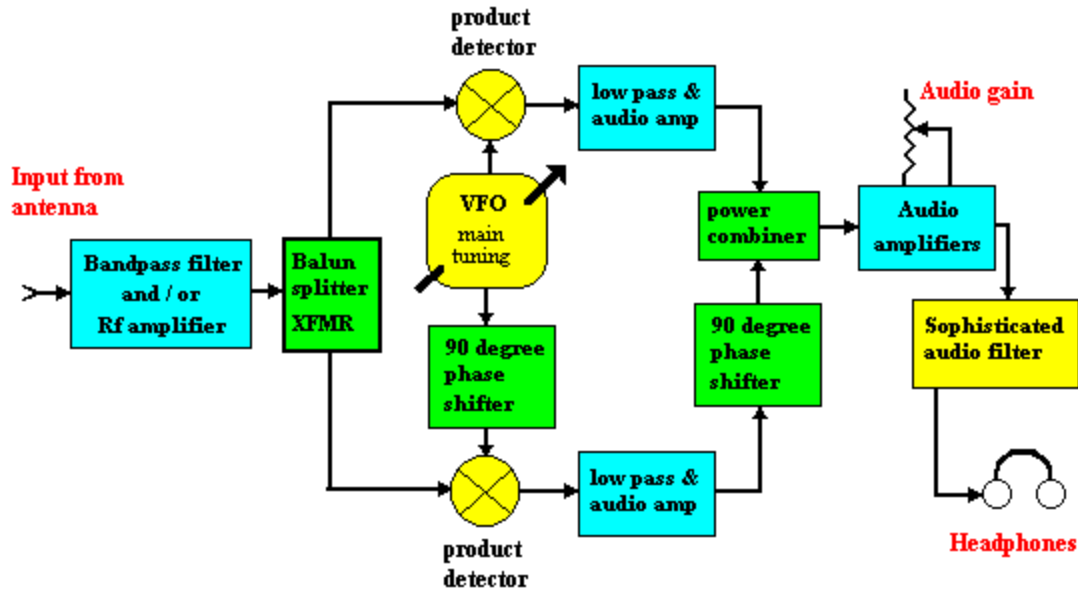 product
detector
low pass &
audio amp
Audio gain
Input from
antenna
VFO
main
tuning
power
combiner
Audio
amplifiers
Bandpass filter
and / or
Rf amplifier
Balun
splitter
XFMR
90 degree
phase
shifter
90 degree
phase
shifter
Sophisticated
audio filter
low pass &
audio amp
product
detector
Headphones